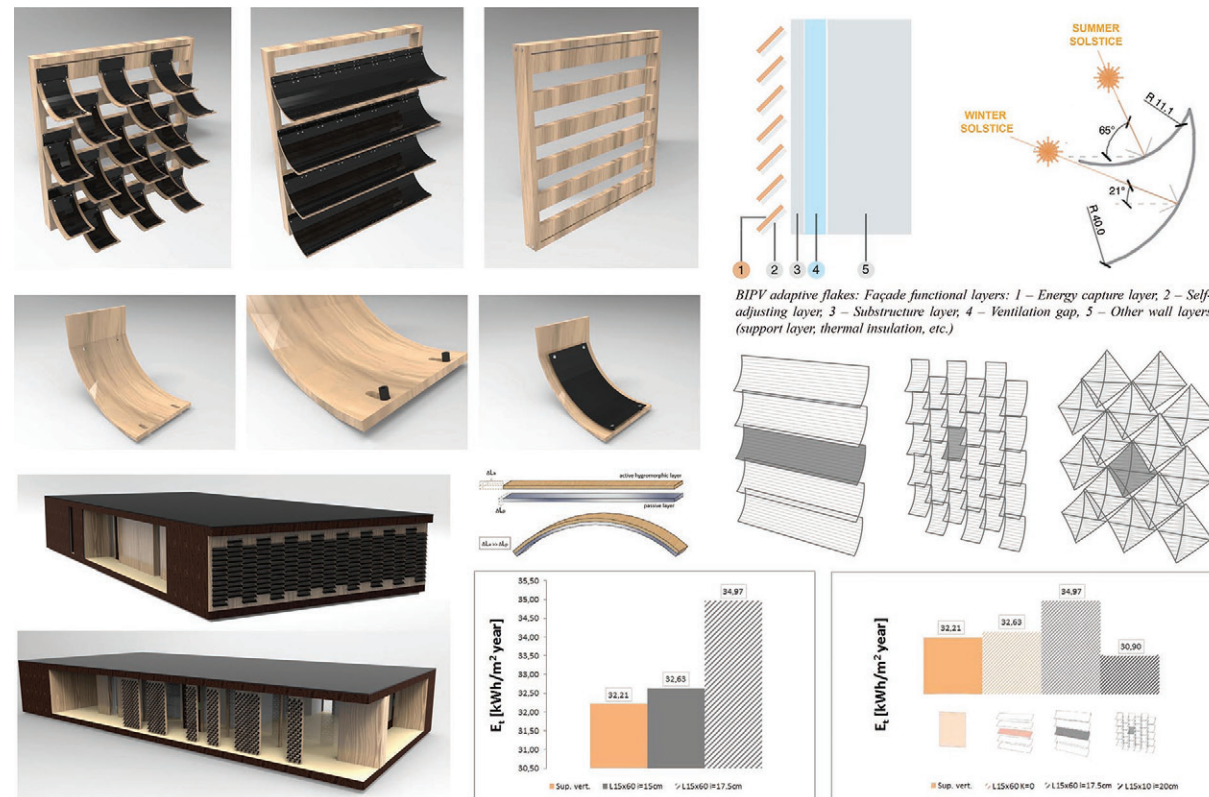 SUMMER
SOLSTICE
R 11.1
WINTER
SOLSTICE
65°
21°
R 40.0
1
2
3
4
5
BIPV adaptive flakes: Façade functional layers: 1 – Energy capture layer, 2 – Self-
adjusting layer, 3 – Substructure layer, 4 – Ventilation gap, 5 – Other wall layers
(support layer, thermal insulation, etc.)
active hygromorphic layer
passive layer
35,50
35,00
34,50
34,00
33,50
33,00
32,50
32,00
31,50
31,00
30,50
Et [kWh/m² year]
32,21
32,63
34,97
Sup. vert.
L15x60 i=15cm
L15x60 i=17.5cm
Et [kWh/m² year]
32,21
32,63
34,97
30,90
Sup. vert.
L15x60 K=0
L15x60 i=17.5cm
L15x10 i=20cm